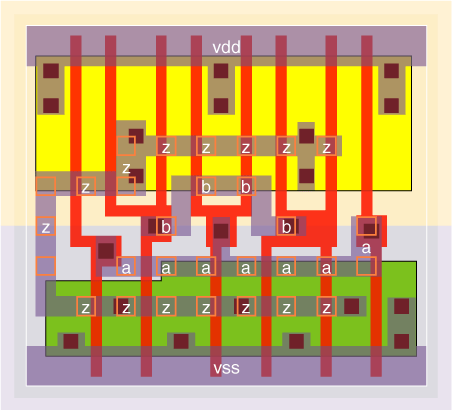 vdd
z z z z z
z
z b b
z b b
a
a a a a a a
z z z z z z z
vss